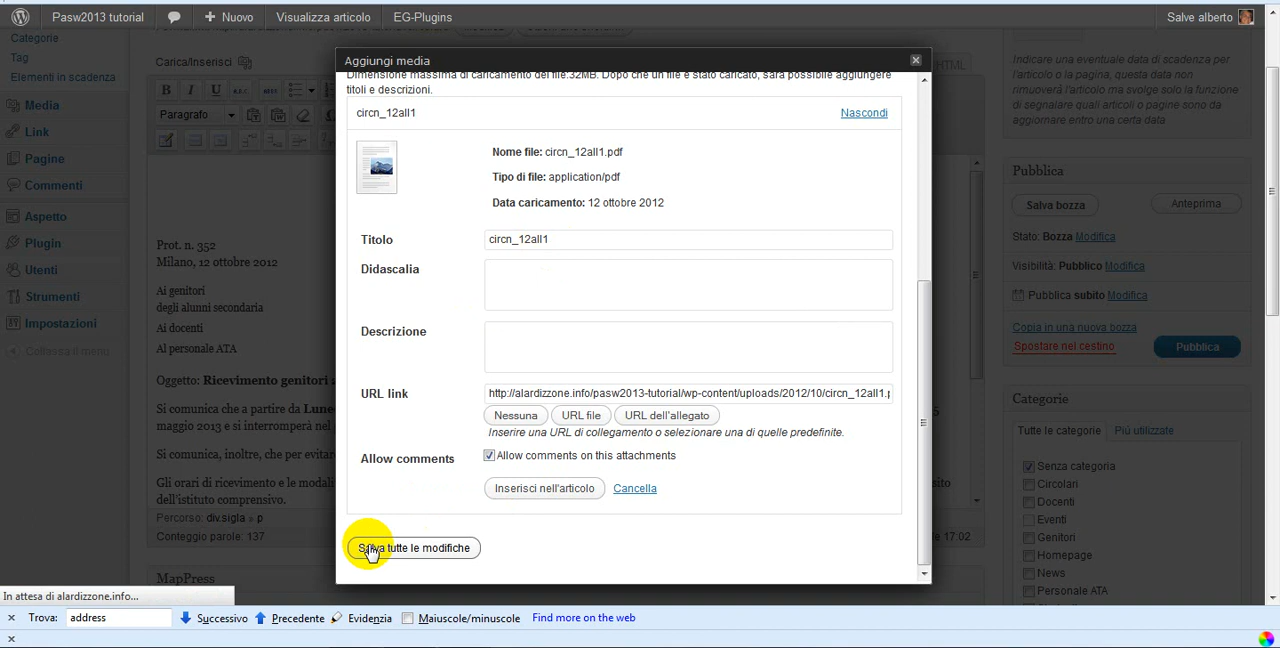 Pasw2013 tutorial
Nuovo
Visualizza articolo
EG-Plugins
Salve alberto
Categorie
Tag
Elementi in scadenza
Media
Link
Pagine
Commenti
Aspetto
Plugin
Utenti
Strumenti
Impostazioni
Collassa il menu
Carica/Inserisci
HTML
B I U ABC
Paragrafo
Prot. n. 352
Milano, 12 ottobre 2012
Ai genitori
degli alunni secondaria
Ai docenti
Al personale ATA
Oggetto: Ricevimento genitori
Si comunica che a partire da Lune
maggio 2013 e si interromperà nel
Si comunica, inoltre, che per evitar
Gli orari di ricevimento e le modali
sito
dell'istituto comprensivo.
Percorso: div.sigla » p
Conteggio parole: 137
le 17:02
MapPress
Aggiungi media
Dimensione massima di caricamento del file:32MB. Dopo che un file è stato caricato, sarà possibile aggiungere
titoli e descrizioni.
circn_12all1
Nascondi
Nome file: circn_12all1.pdf
Tipo di file: application/pdf
Data caricamento: 12 ottobre 2012
Titolo
circn_12all1
Didascalia
Descrizione
URL link
http://alardizzone.info/pasw2013-tutorial/wp-content/uploads/2012/10/circn_12all1.p
Nessuna
URL file
URL dell'allegato
Inserire una URL di collegamento o selezionare una di quelle predefinite.
Allow comments
Allow comments on this attachments
Inserisci nell'articolo
Cancella
Salva tutte le modifiche
Indicare una eventuale data di scadenza per
l'articolo o la pagina, questa data non
rimuoverà l'articolo ma svolge solo la funzione
di segnalare quali articoli o pagine sono da
aggiornare entro una certa data
Pubblica
Salva bozza
Anteprima
Stato: Bozza Modifica
Visibilità: Pubblico Modifica
Pubblica subito Modifica
Copia in una nuova bozza
Spostare nel cestino
Pubblica
Categorie
Tutte le categorie
Più utilizzate
Senza categoria
Circolari
Docenti
Eventi
Genitori
Homepage
News
Personale ATA
In attesa di alardizzone.info...
Trova:
address
Successivo
Precedente
Evidenzia
Maiuscole/minuscole
Find more on the web